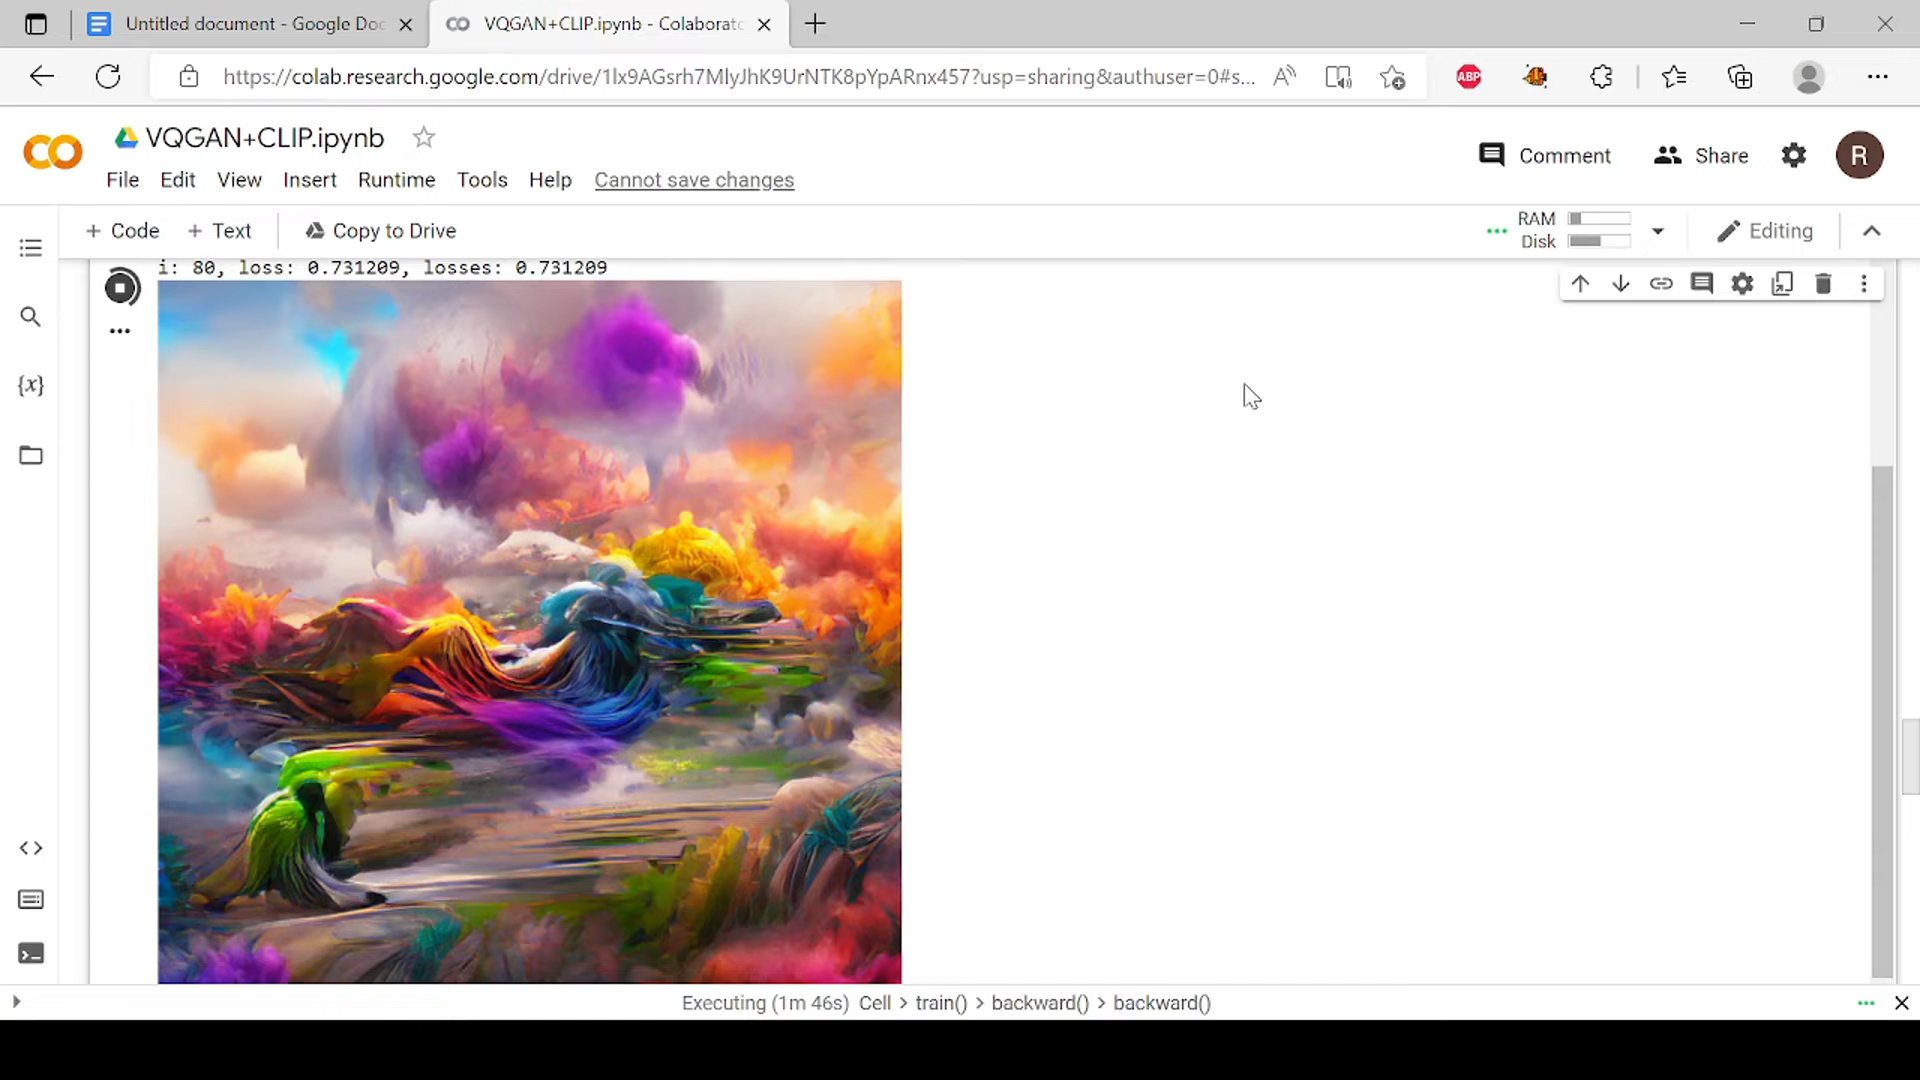 Untitled document - Google Doc
VQGAN+CLIP.ipynb - Colaborato
https://colab.research.google.com/drive/1lx9AGsrh7MlyJhK9UrNTK8pYpARnx457?usp=sharing&authuser=0#s...
ABP
VQGAN+CLIP.ipynb
Comment
Share
R
File Edit View Insert Runtime Tools Help Cannot save changes
+ Code + Text Copy to Drive
RAM
Disk
Editing
i: 80, loss: 0.731209, losses: 0.731209
{x}
Executing (1m 46s) Cell > train() > backward() > backward()